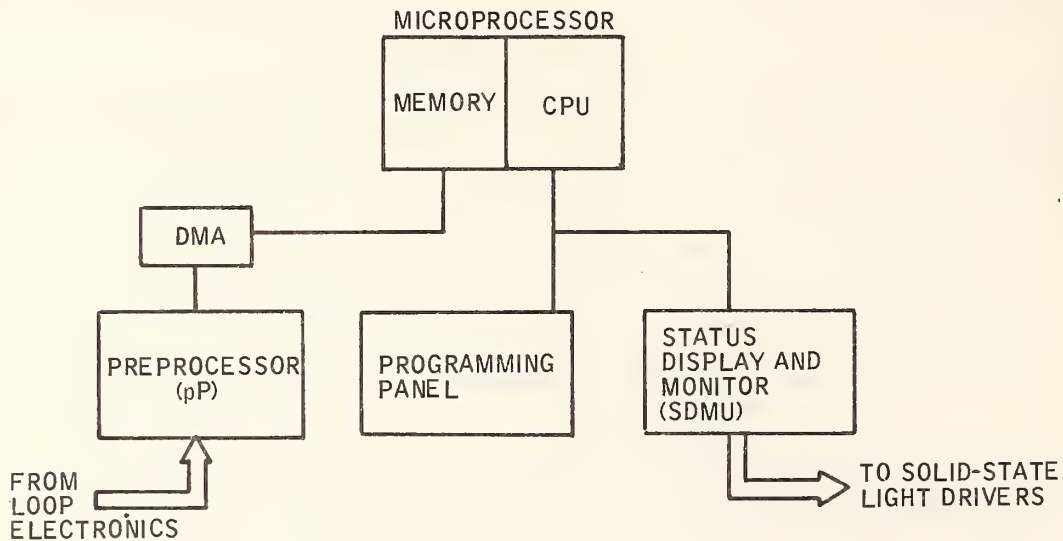 MICROPROCESSOR
MEMORY
CPU
DMA
PREPROCESSOR
(pP)
PROGRAMMING
PANEL
STATUS
DISPLAY AND
MONITOR
(SDMU)
FROM
LOOP
ELECTRONICS
TO SOLID-STATE
LIGHT DRIVERS